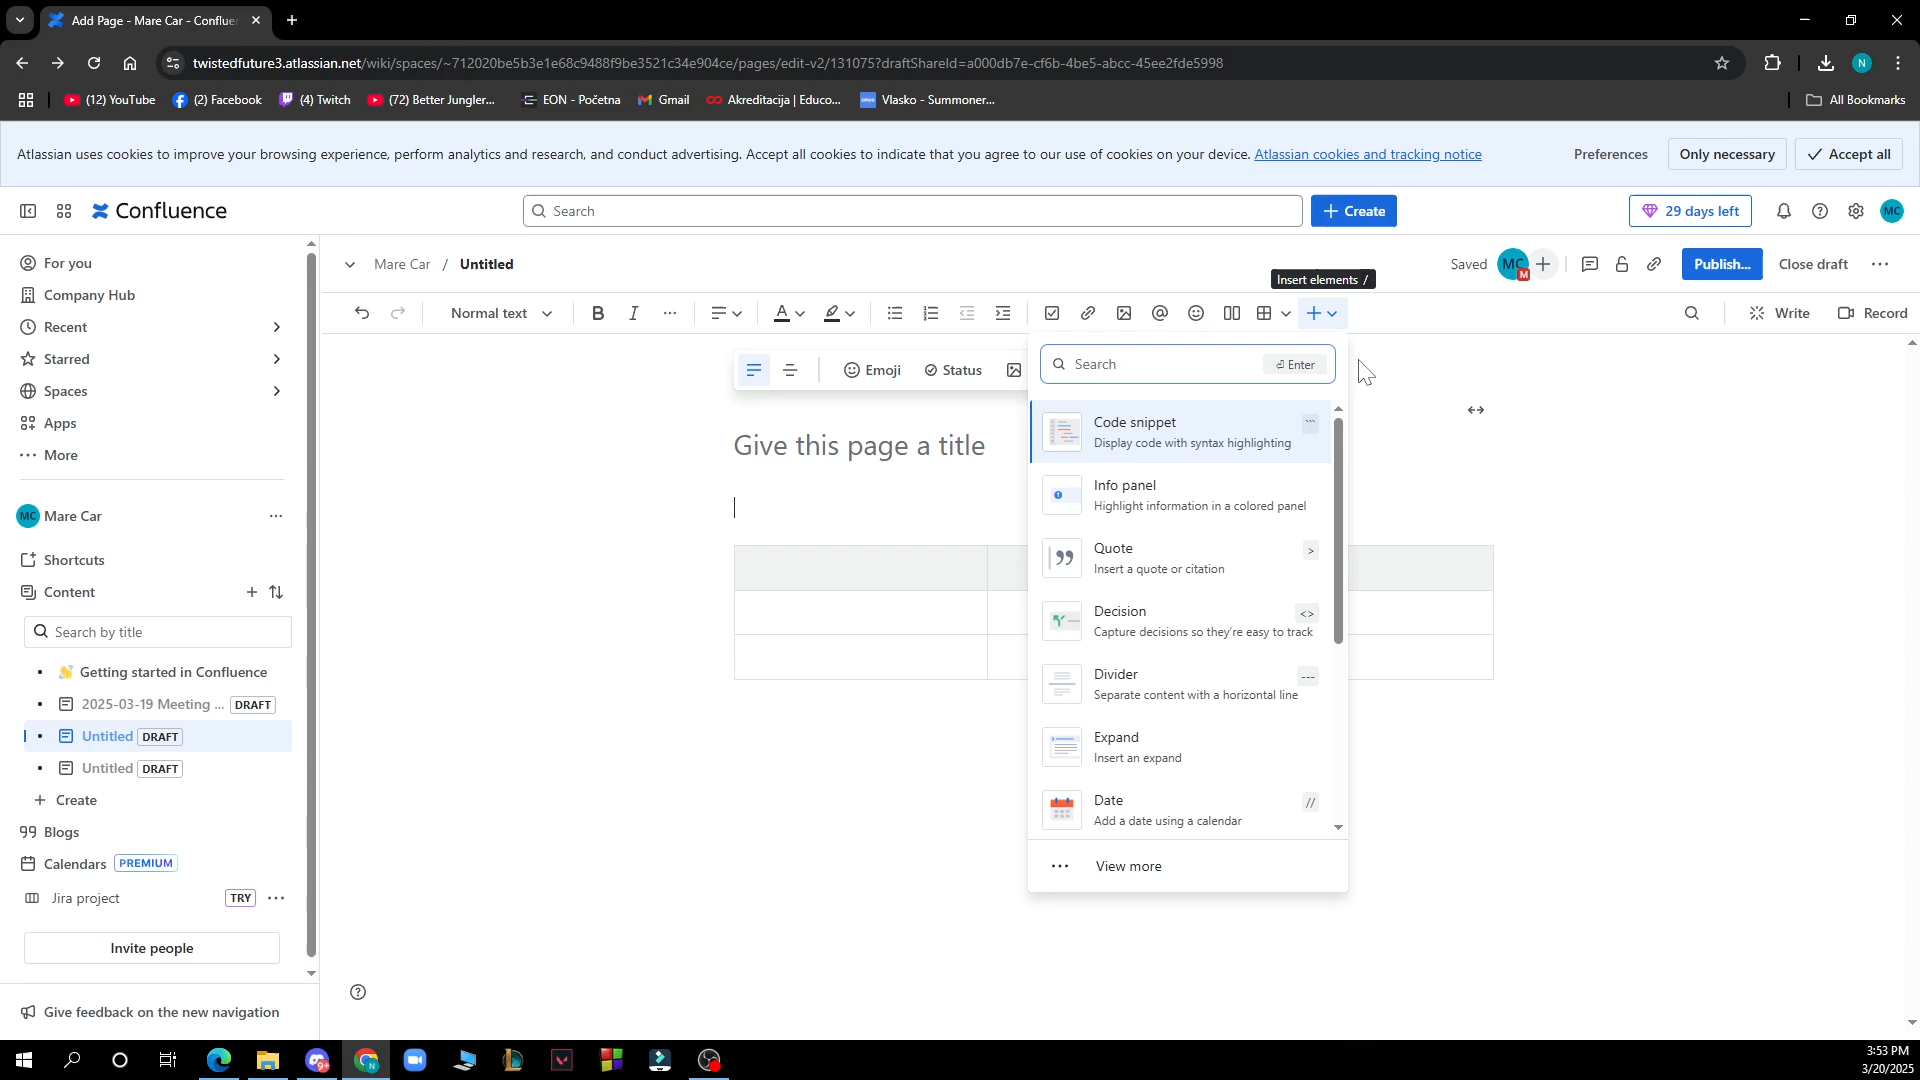 Add Page - Mare Car - Confluen
twistedfuture3.atlassian.net/wiki/spaces/~712020be5b3e1e68c9488f9be3521c34e904ce/pages/edit-v2/131075?draftShareId=a000db7e-cf6b-4be5-abcc-45ee2fde5998
N
(12) YouTube (2) Facebook (4) Twitch (72) Better Jungler... EON - Početna Gmail Akreditacija | Educo... Vlasko - Summoner... All Bookmarks
Atlassian uses cookies to improve your browsing experience, perform analytics and research, and conduct advertising. Accept all cookies to indicate that you agree to our use of cookies on your device. Atlassian cookies and tracking notice Preferences Only necessary Accept all
Confluence Search + Create 29 days left MC
For you
Company Hub
Recent
Starred
Spaces
Apps
More
MC Mare Car
Shortcuts
Content
Search by title
👋 Getting started in Confluence
2025-03-19 Meeting ... DRAFT
Untitled DRAFT
Untitled DRAFT
+ Create
Blogs
Calendars PREMIUM
Jira project TRY
Invite people
Give feedback on the new navigation
Mare Car / Untitled
Saved MC M Publish... Close draft
Insert elements /
Normal text B I A Write Record
Emoji Status
Give this page a title
Search Enter
Code snippet ```
Display code with syntax highlighting
Info panel
Highlight information in a colored panel
Quote >
Insert a quote or citation
Decision <>
Capture decisions so they're easy to track
Divider ---
Separate content with a horizontal line
Expand
Insert an expand
Date //
Add a date using a calendar
View more
9+ N
3:53 PM
3/20/2025